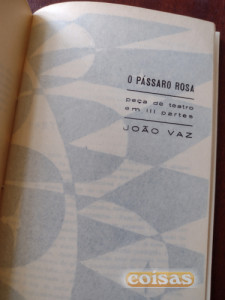 O PÁSSARO ROSA
peça de teatro
em III partes
JOÃO VAZ
coisas